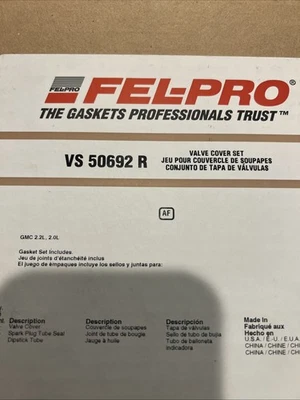 FEL-PRO
FEL-PRO®
THE GASKETS PROFESSIONALS TRUST™
VS 50692 R
VALVE COVER SET
JEU POUR COUVERCLE DE SOUPAPES
CONJUNTO DE TAPA DE VÁLVULAS
AF
GMC 2.2L, 2.0L
Gasket Set Includes
Jeu de joints d'étanchéité inclus
El juego de empaques incluye los sellos y juntas para:
Description
Valve Cover
Spark Plug Tube Seal
Dipstick Tube
Description
Couvercle de soupapes
Joint de tube de bougie
Jauge à huile
Descripción
Tapa de válvulas
Sello de tubo de bujía
Tubo de balloneta
indicadora
Made In
Fabriqué aux
Hecho en
U.S.A. / É.-U. / E.U.A.
CHINA / CHINE / CHI
CHINA / CHINE / CHI